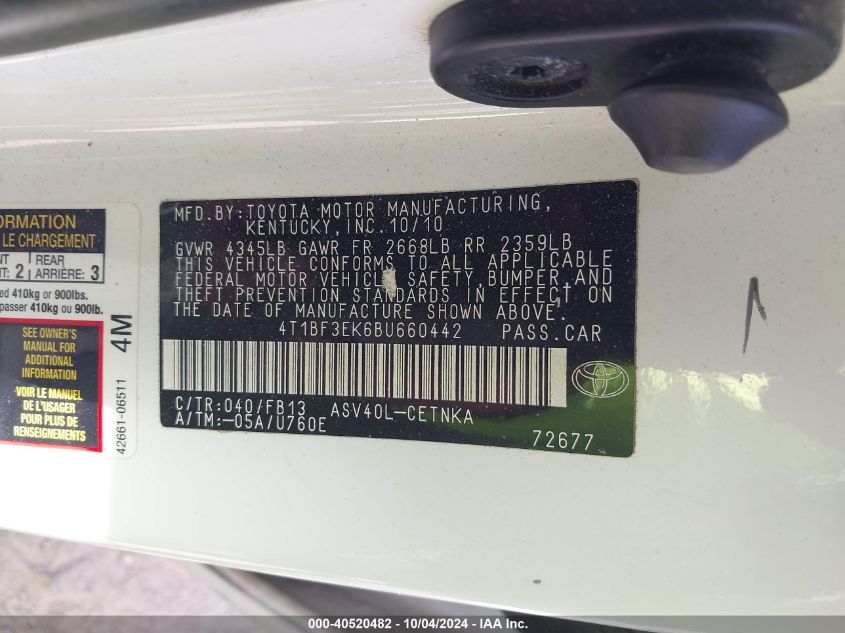 ORMATION
LE CHARGEMENT
NT REAR
NT: 2 ARRIÈRE: 3
ed 410kg or 900lbs.
passer 410kg ou 900lb.
SEE OWNER'S
MANUAL FOR
ADDITIONAL
INFORMATION
VOIR LE MANUEL
DE L'USAGER
POUR PLUS DE
RENSEIGNEMENTS
4M
42661-06511
MFD.BY:TOYOTA MOTOR MANUFACTURING,
KENTUCKY,INC.10/10
GVWR 4345LB GAWR FR 2668LB RR 2359LB
THIS VEHICLE CONFORMS TO ALL APPLICABLE
FEDERAL MOTOR VEHICLE SAFETY,BUMPER,AND
THEFT PREVENTION STANDARDS IN EFFECT ON
THE DATE OF MANUFACTURE SHOWN ABOVE.
4T1BF3EK6BU660442 PASS.CAR
C/TR:040/FB13 ASV40L-CETNKA
A/TM:-05A/U760E
72677
000-40520482 - 10/04/2024 - IAA Inc.